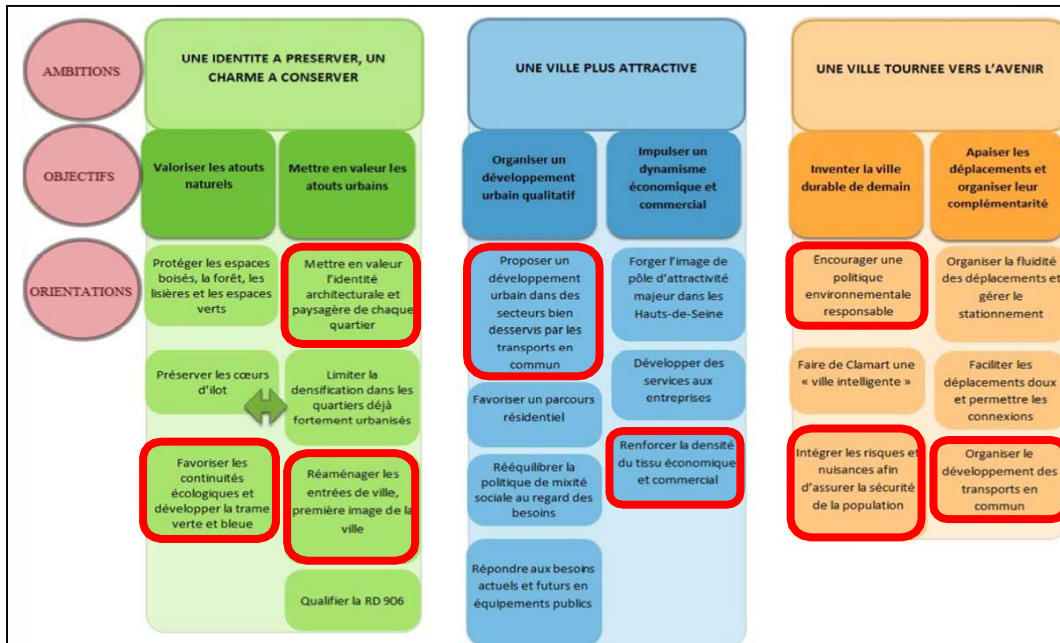 AMBITIONS
UNE IDENTITE A PRESERVER, UN
CHARME A CONSERVER
UNE VILLE PLUS ATTRACTIVE
UNE VILLE TOURNEE VERS L'AVENIR
OBJECTIFS
Valoriser les atouts
naturels
Mettre en valeur les
atouts urbains
Organiser un
développement
urbain qualitatif
Impulser un
dynamisme
économique et
commercial
Inventer la ville
durable de demain
Apaiser les
déplacements et
organiser leur
complémentarité
ORIENTATIONS
Protéger les espaces
boisés, la forêt, les
lisières et les espaces
verts
Préserver les cœurs
d'ilot
Favoriser les
continuités
écologiques et
développer la trame
verte et bleue
Mettre en valeur
l'identité
architecturale et
paysagère de chaque
quartier
Limiter la
densification dans les
quartiers déjà
fortement urbanisés
Réaménager les
entrées de ville,
première image de la
ville
Qualifier la RD 906
Proposer un
développement
urbain dans des
secteurs bien
desservis par les
transports en
commun
Favoriser un parcours
résidentiel
Rééquilibrer la
politique de mixité
sociale au regard des
besoins
Répondre aux besoins
actuels et futurs en
équipements publics
Forger l'image de
pôle d'attractivité
majeur dans les
Hauts-de-Seine
Développer des
services aux
entreprises
Renforcer la densité
du tissu économique
et commercial
Encourager une
politique
environnementale
responsable
Faire de Clamart une
« ville intelligente »
Intégrer les risques et
nuisances afin
d'assurer la sécurité
de la population
Organiser la fluidité
des déplacements et
gérer le
stationnement
Faciliter les
déplacements doux
et permettre les
connexions
Organiser le
développement des
transports en
commun